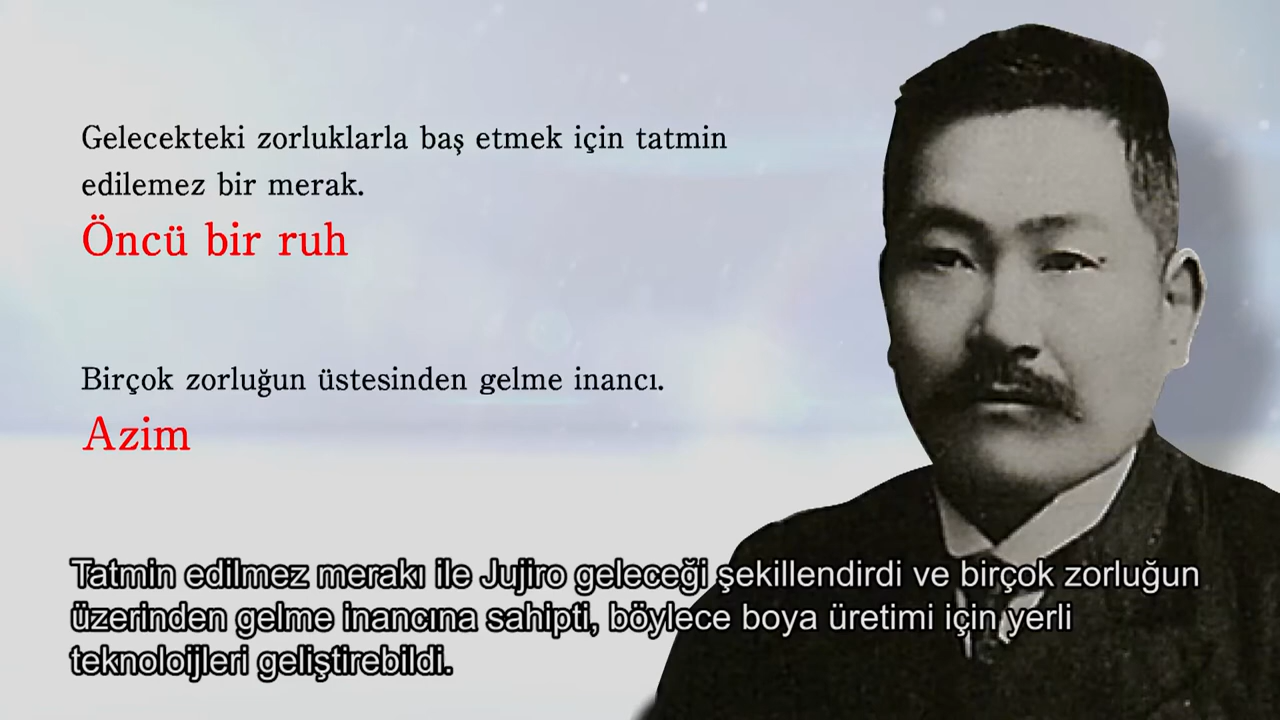 Gelecekteki zorluklarla baş etmek için tatmin
edilemez bir merak.
Öncü bir ruh
Birçok zorluğun üstesinden gelme inancı.
Azim
Tatmin edilmez merakı ile Jujiro geleceği şekillendirdi ve birçok zorluğun
üzerinden gelme inancına sahipti, böylece boya üretimi için yerli
teknoloijleri geliştirebildi.